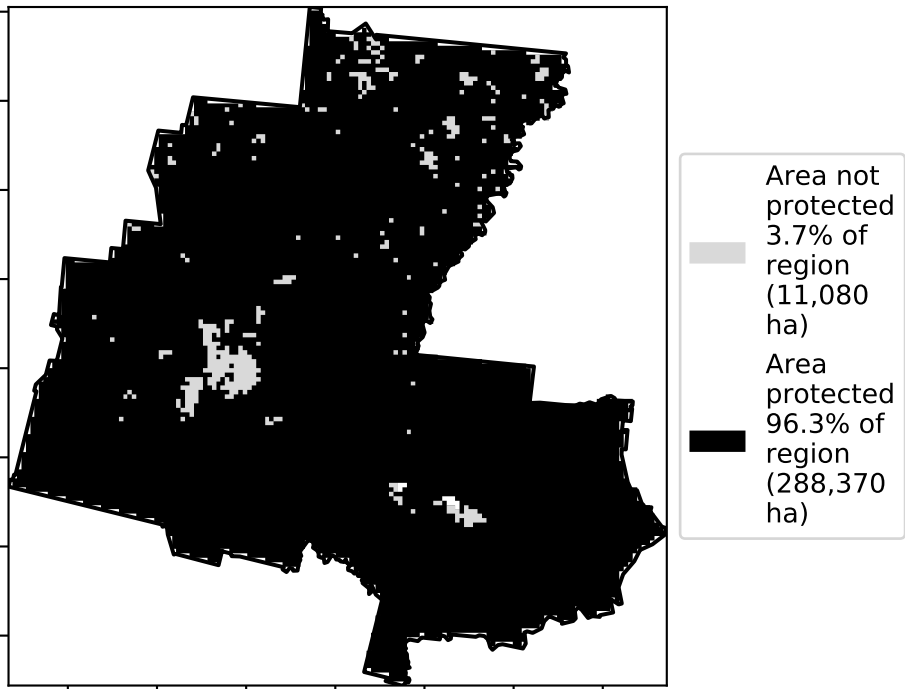 Area not
protected
3.7% of
region
(11,080
ha)
Area
protected
96.3% of
region
(288,370
ha)